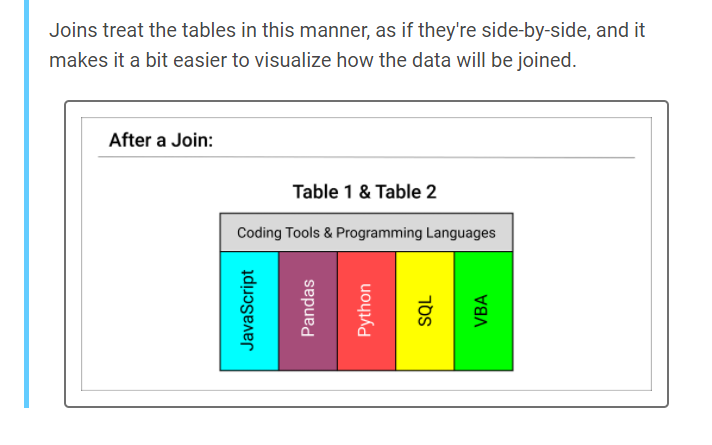 Joins treat the tables in this manner, as if they're side-by-side, and it
makes it a bit easier to visualize how the data will be joined.
After a Join:
Table 1 & Table 2
Coding Tools & Programming Languages
JavaScript
Pandas
Python
SQL
VBA